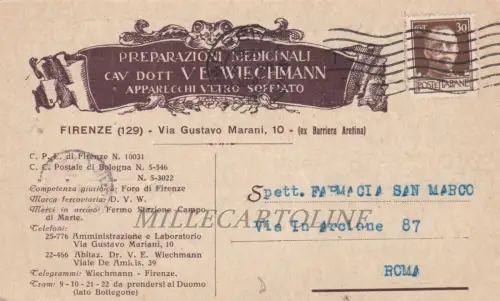 PREPARAZIONI MEDICINALI
CAV. DOTT. V. E. WIECHMANN
APPARECCHI VETRO SOFFIATO
30
POSTE ITALIANE
FIRENZE (129) - Via Gustavo Marani, 10 - (ex Barriera Aretina)
C. P. E. di Firenze N. 10031
C. C. Postale di Bologna N. 5-546
N. 5-3022
Competenza giuridica: Foro di Firenze
Marca ferroviaria: D. V. W.
Merci in arrivo: Fermo Stazione Campo
di Marte.
Telefoni:
25-776 Amministrazione e Laboratorio
Via Gustavo Mariani, 10
22-466 Abitaz. Dr. V. E. Wiechmann
Viale De Amicis, 39
Telegrammi: Wiechmann - Firenze.
Tram: 9 - 10 - 21 - 22 da prendersi al Duomo
(lato Bottegone)
Spett. FARMACIA SAN MARCO
MILLECARTOLINE
Via In Arcione 87
ROMA